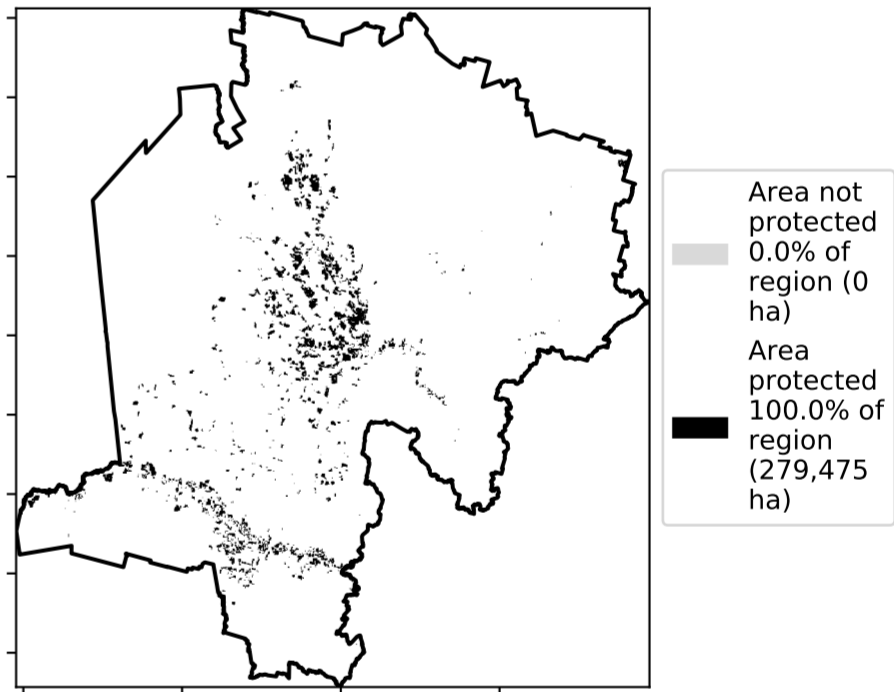 Area not
protected
0.0% of
region (0
ha)
Area
protected
100.0% of
region
(279,475
ha)